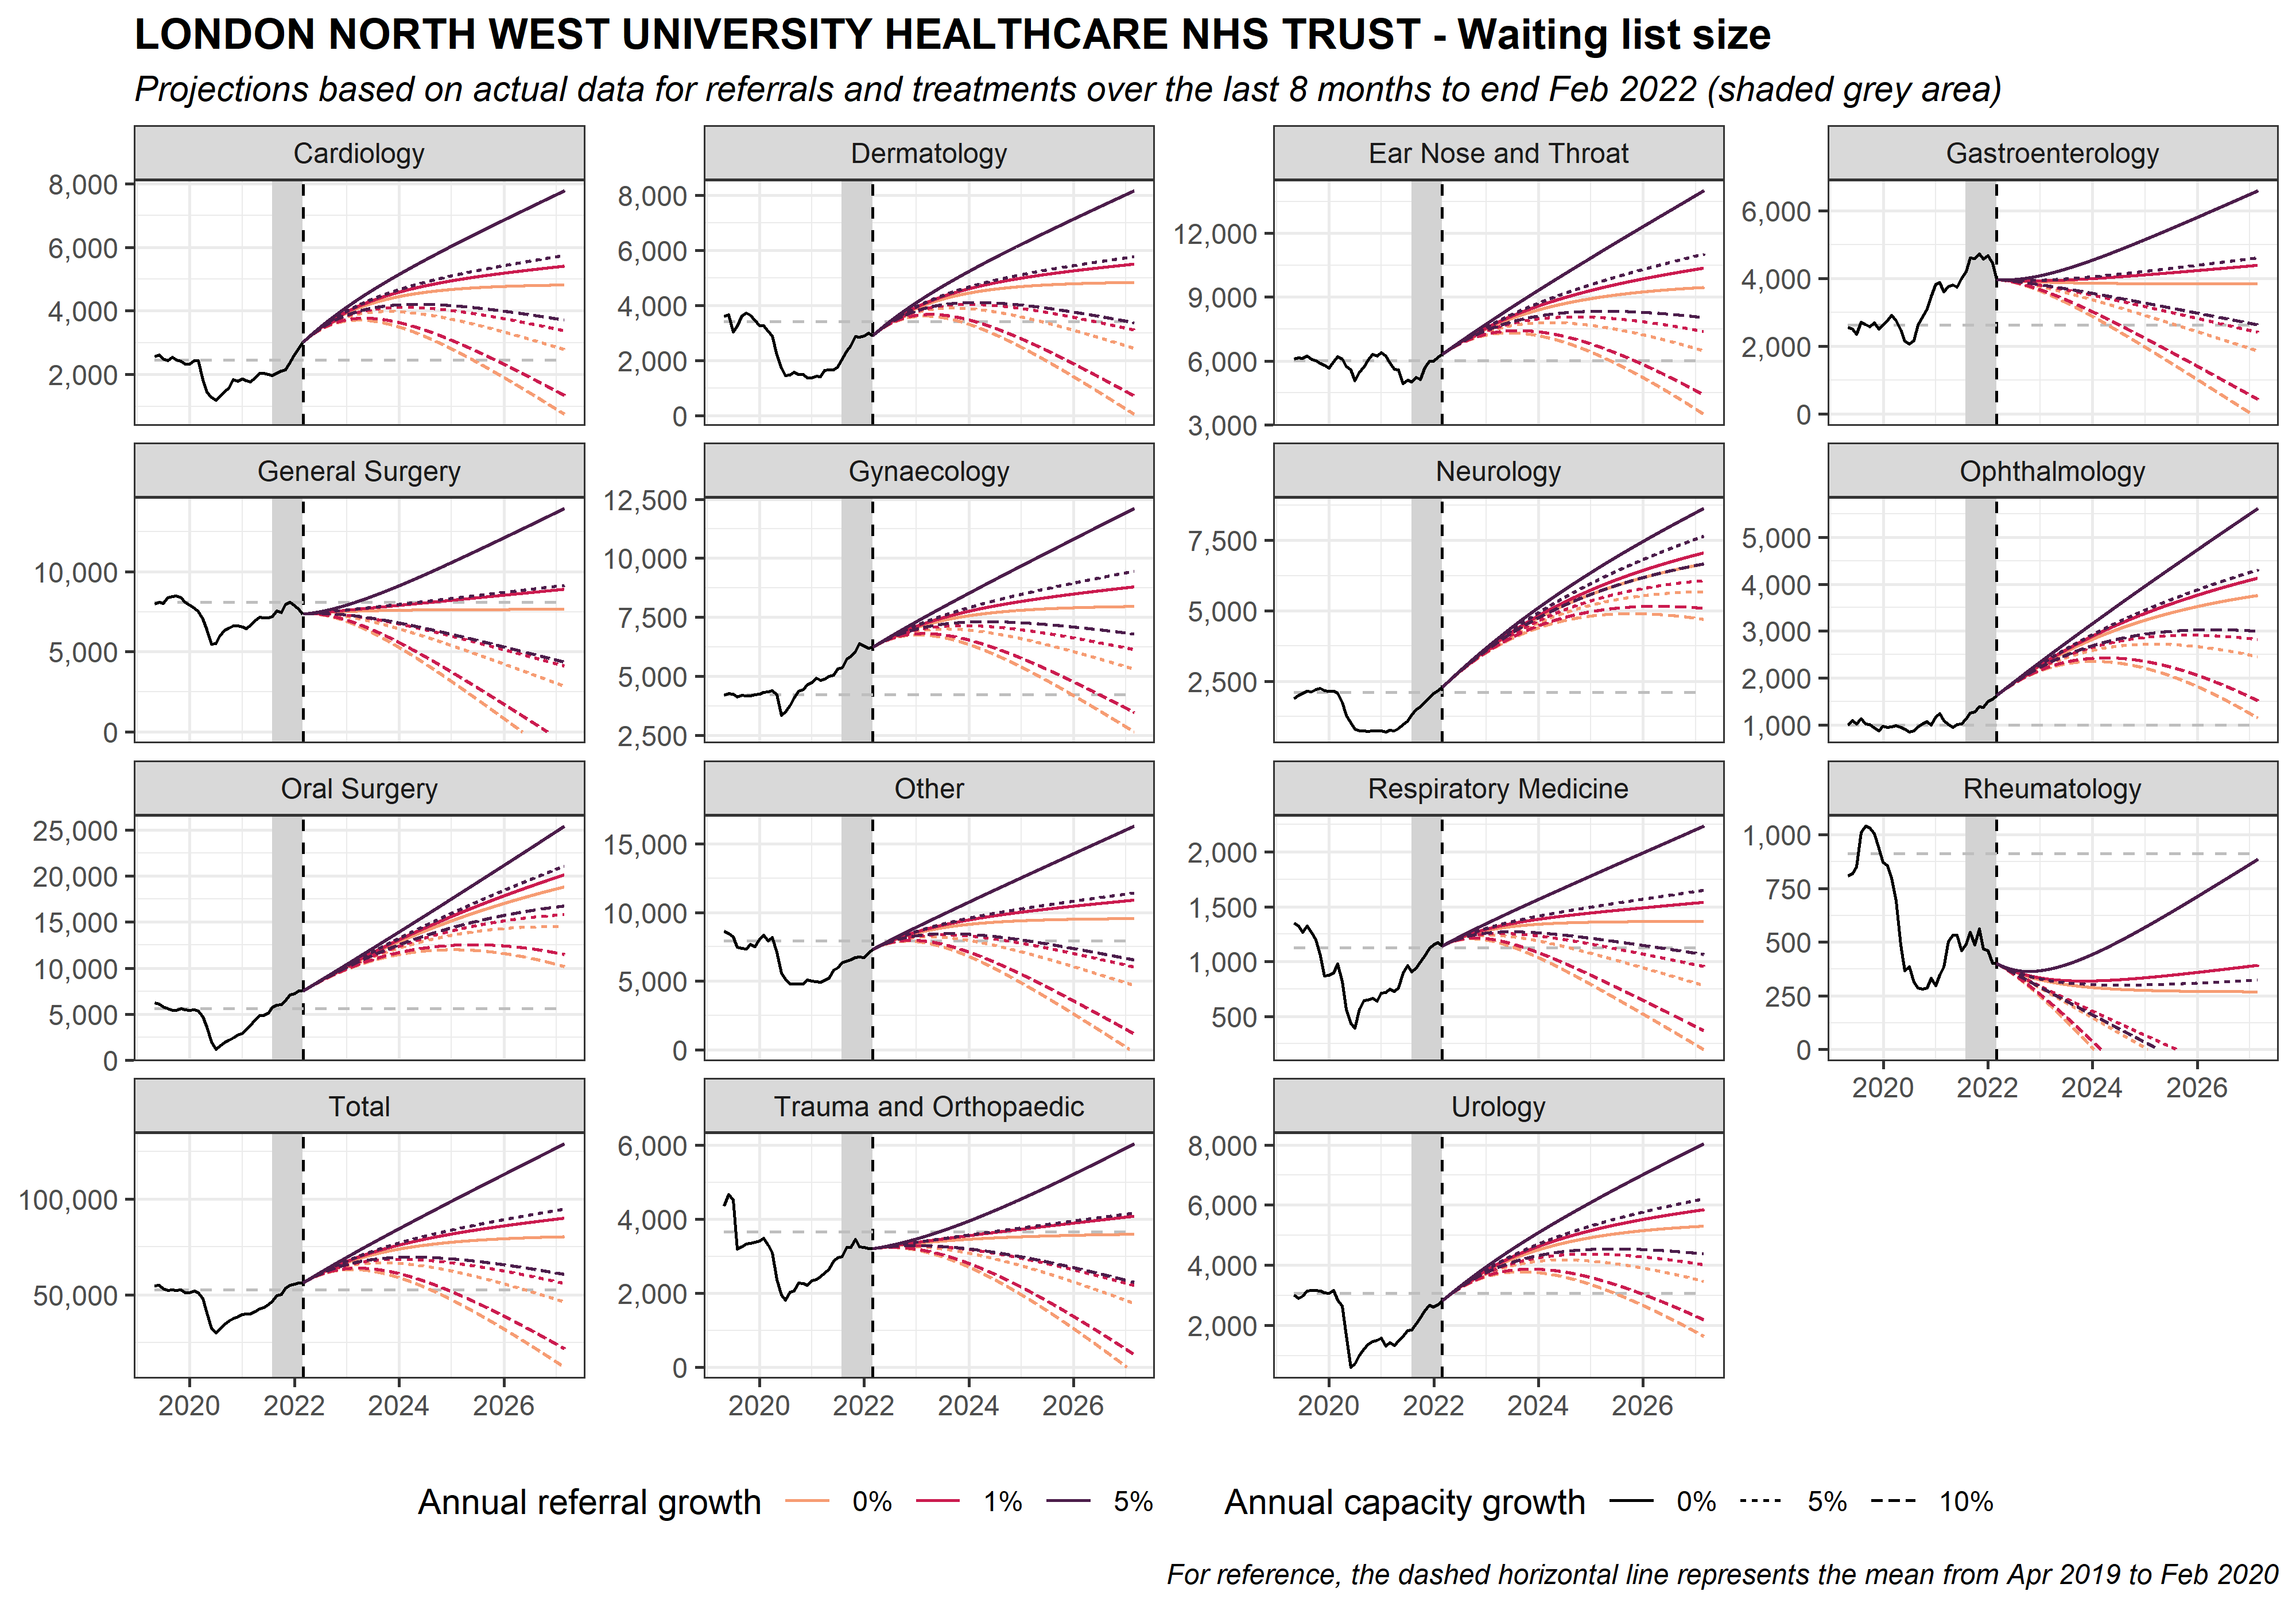 LONDON NORTH WEST UNIVERSITY HEALTHCARE NHS TRUST - Waiting list size
Projections based on actual data for referrals and treatments over the last 8 months to end Feb 2022 (shaded grey area)
Cardiology
8,000
6,000
4,000
2,000
Dermatology
8,000
6,000
4,000
2,000
0
Ear Nose and Throat
12,000
9,000
6,000
3,000
Gastroenterology
6,000
4,000
2,000
0
General Surgery
10,000
5,000
0
Gynaecology
12,500
10,000
7,500
5,000
2,500
Neurology
7,500
5,000
2,500
Ophthalmology
5,000
4,000
3,000
2,000
1,000
Oral Surgery
25,000
20,000
15,000
10,000
5,000
0
Other
15,000
10,000
5,000
0
Respiratory Medicine
2,000
1,500
1,000
500
Rheumatology
1,000
750
500
250
0
2020 2022 2024 2026
Total
100,000
50,000
2020 2022 2024 2026
Trauma and Orthopaedic
6,000
4,000
2,000
0
2020 2022 2024 2026
Urology
8,000
6,000
4,000
2,000
2020 2022 2024 2026
Annual referral growth 0% 1% 5% Annual capacity growth 0% 5% 10%
For reference, the dashed horizontal line represents the mean from Apr 2019 to Feb 2020